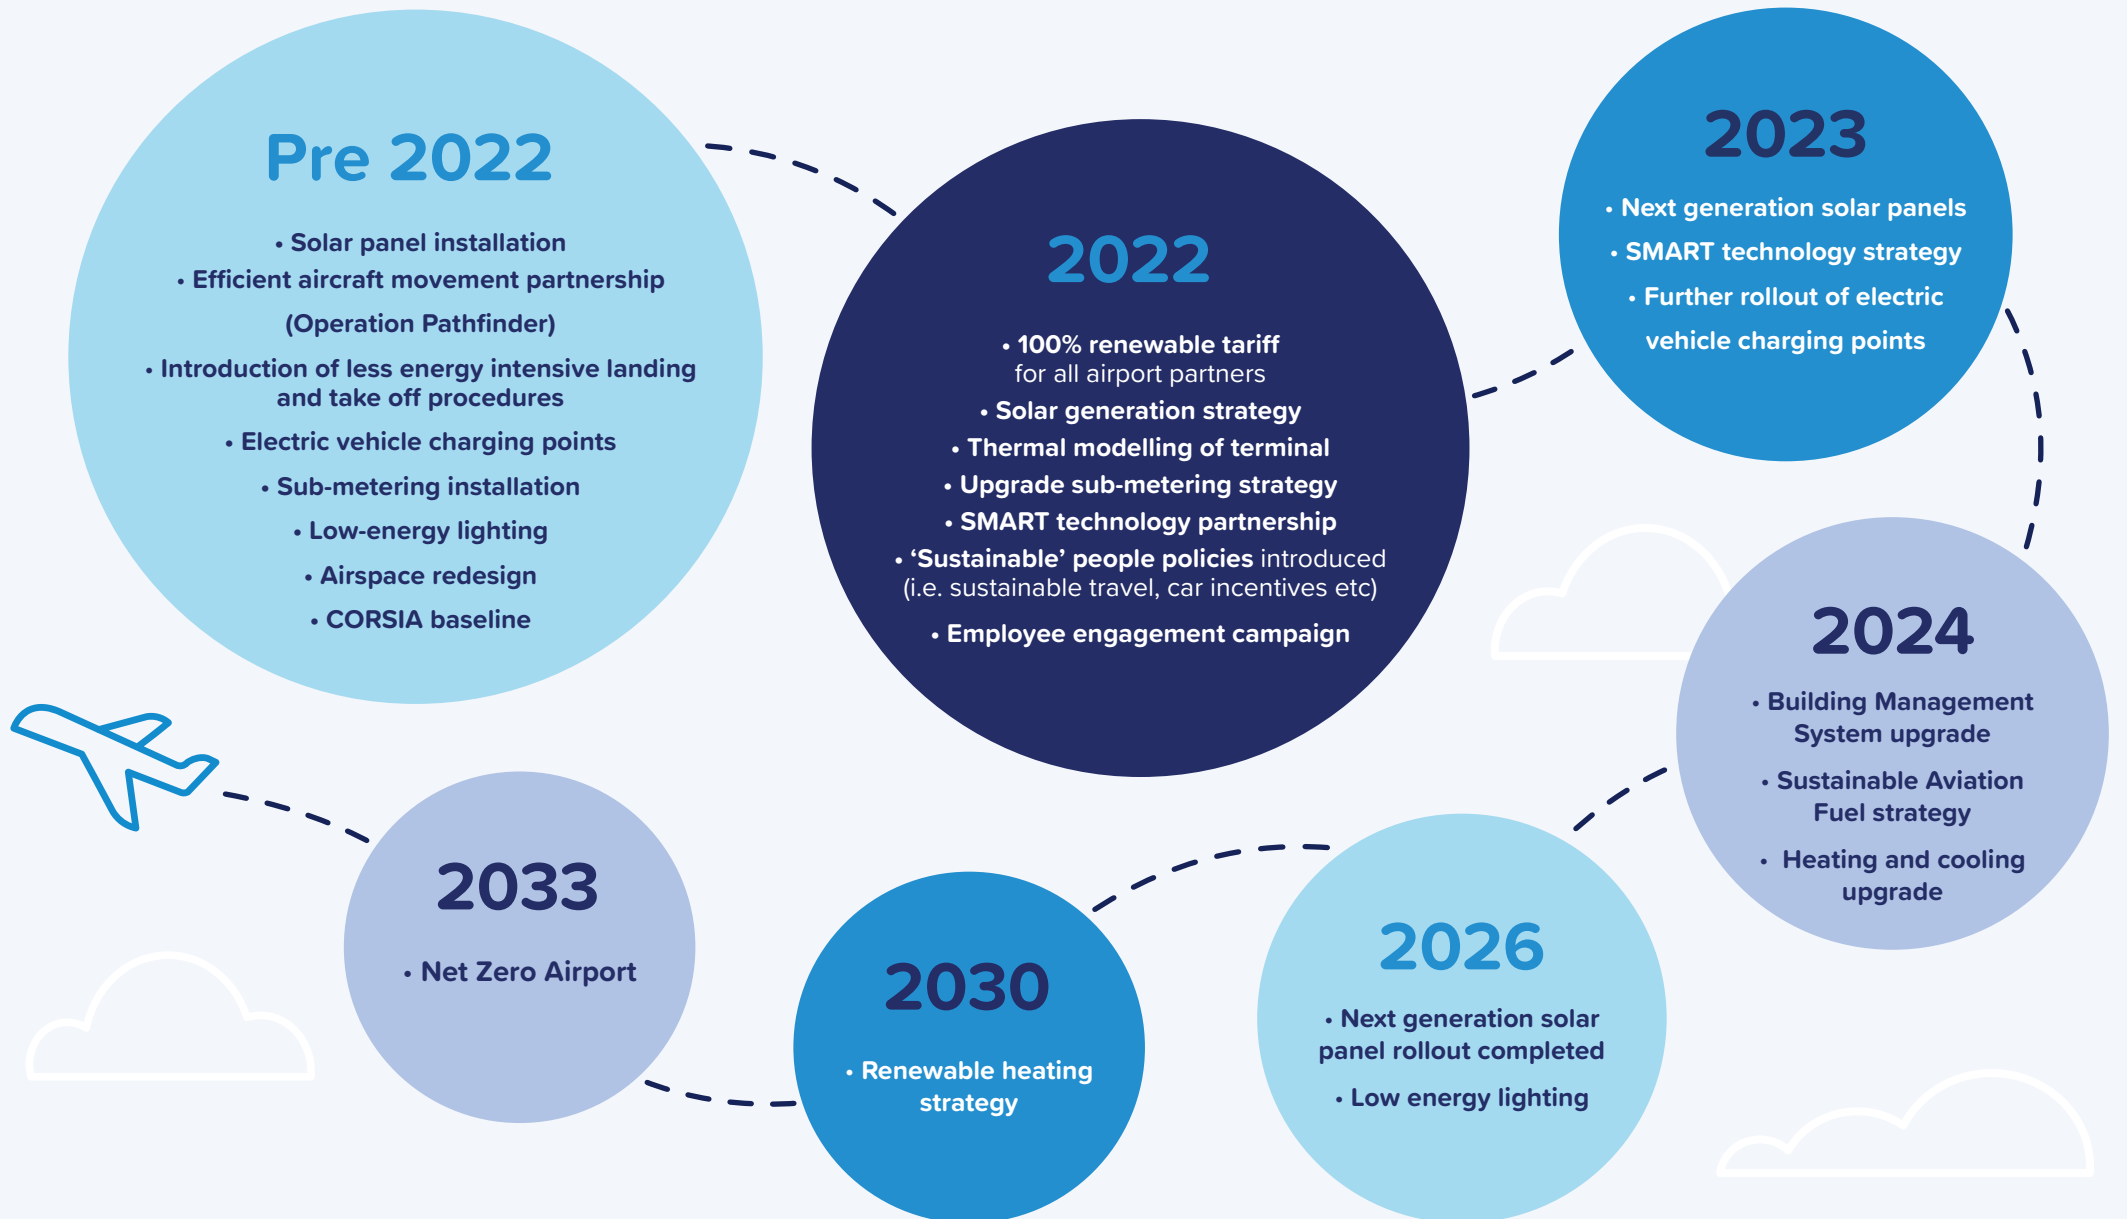 Pre 2022
• Solar panel installation
• Efficient aircraft movement partnership
(Operation Pathfinder)
• Introduction of less energy intensive landing
and take off procedures
• Electric vehicle charging points
• Sub-metering installation
• Low-energy lighting
• Airspace redesign
• CORSIA baseline
2022
• 100% renewable tariff
for all airport partners
• Solar generation strategy
• Thermal modelling of terminal
• Upgrade sub-metering strategy
• SMART technology partnership
• ‘Sustainable’ people policies introduced
(i.e. sustainable travel, car incentives etc)
• Employee engagement campaign
2023
• Next generation solar panels
• SMART technology strategy
• Further rollout of electric
vehicle charging points
2024
• Building Management
System upgrade
• Sustainable Aviation
Fuel strategy
• Heating and cooling
upgrade
2026
• Next generation solar
panel rollout completed
• Low energy lighting
2030
• Renewable heating
strategy
2033
• Net Zero Airport